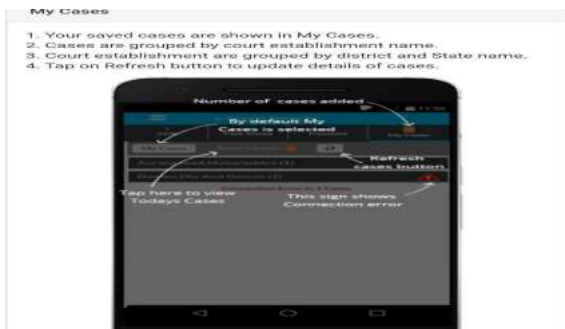 My Cases
1. Your saved cases are shown in My Cases.
2. Cases are grouped by court establishment name.
3. Court establishment are grouped by district and State name.
4. Tap on Refresh button to update details of cases.
Number of cases added
By default My
Cases is selected
My Cases
Refresh
cases button
Tap here to view
Todays Cases
This sign shows
Connection error